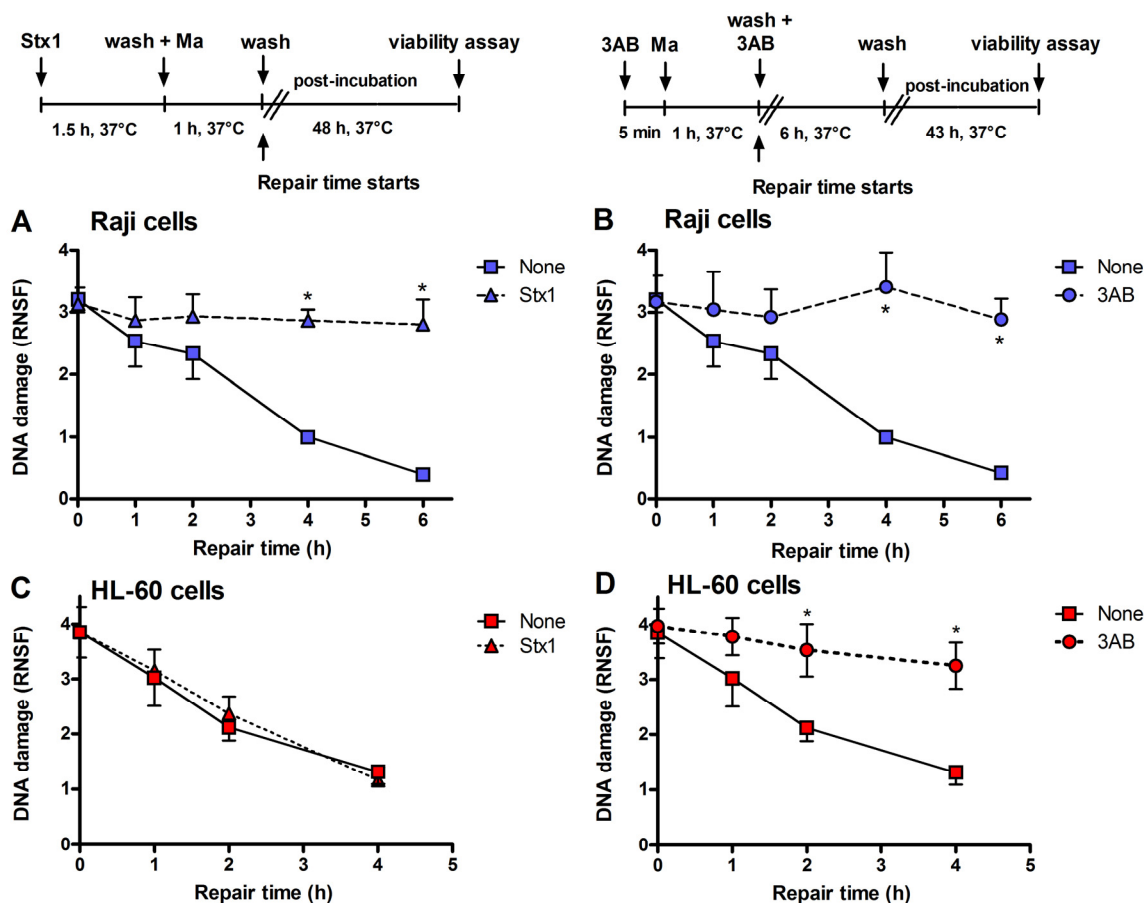 Stx1 wash + Ma wash viability assay
post-incubation
1.5 h, 37°C 1 h, 37°C 48 h, 37°C
Repair time starts
wash +
3AB Ma 3AB wash viability assay
post-incubation
5 min 1 h, 37°C 6 h, 37°C 43 h, 37°C
Repair time starts
A Raji cells
DNA damage (RNSF)
4
3
2
1
0
* *
None
Stx1
0 1 2 3 4 5 6
Repair time (h)
B Raji cells
DNA damage (RNSF)
4
3
2
1
0
*
*
None
3AB
0 1 2 3 4 5 6
Repair time (h)
C HL-60 cells
DNA damage (RNSF)
4
3
2
1
0
None
Stx1
0 1 2 3 4 5
Repair time (h)
D HL-60 cells
DNA damage (RNSF)
4
3
2
1
0
* *
None
3AB
0 1 2 3 4 5
Repair time (h)